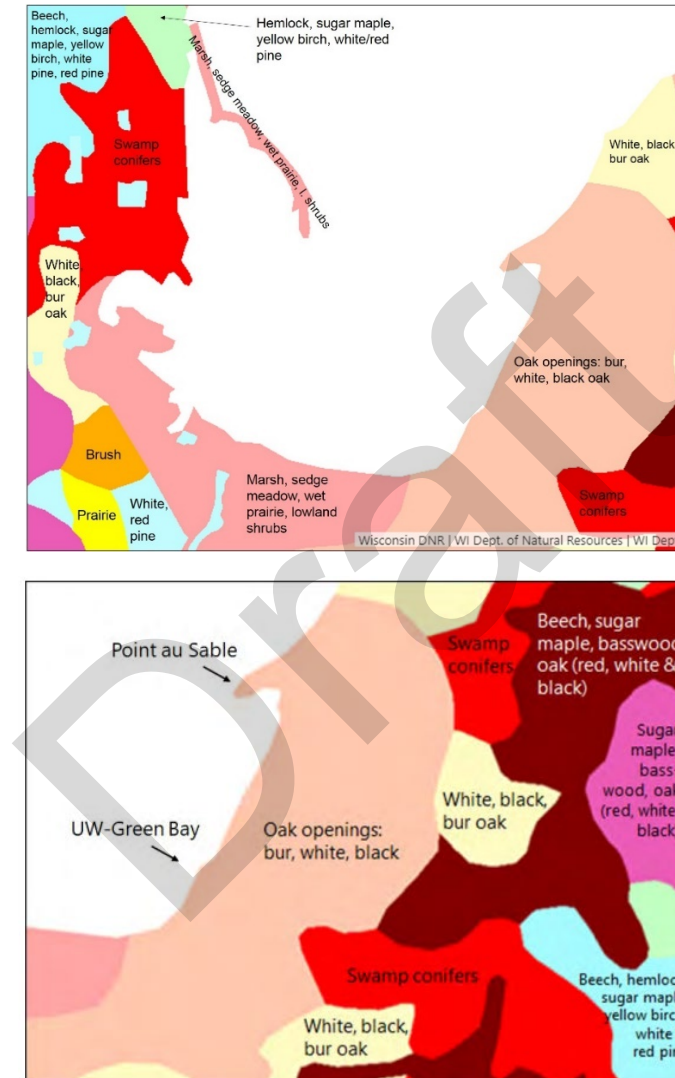 Beech,
hemlock, sugar
maple, yellow
birch, white
pine, red pine
Hemlock, sugar maple,
yellow birch, white/red
pine
Marsh, sedge meadow, wet prairie, l. shrubs
Swamp
conifers
White, black
bur oak
White
black,
bur
oak
Oak openings: bur,
white, black oak
Brush
Prairie
White,
red
pine
Marsh, sedge
meadow, wet
prairie, lowland
shrubs
Swamp
conifers
Wisconsin DNR | WI Dept. of Natural Resources | WI Dep
Draft
Point au Sable
Swamp
conifers
Beech, sugar
maple, basswood
oak (red, white &
black)
Sugar
maple
bass-
wood, oak
(red, white
black
White, black,
bur oak
UW-Green Bay
Oak openings:
bur, white, black
Swamp conifers
Beech, hemloc
sugar mapl
yellow birc
white
red pi
White, black,
bur oak